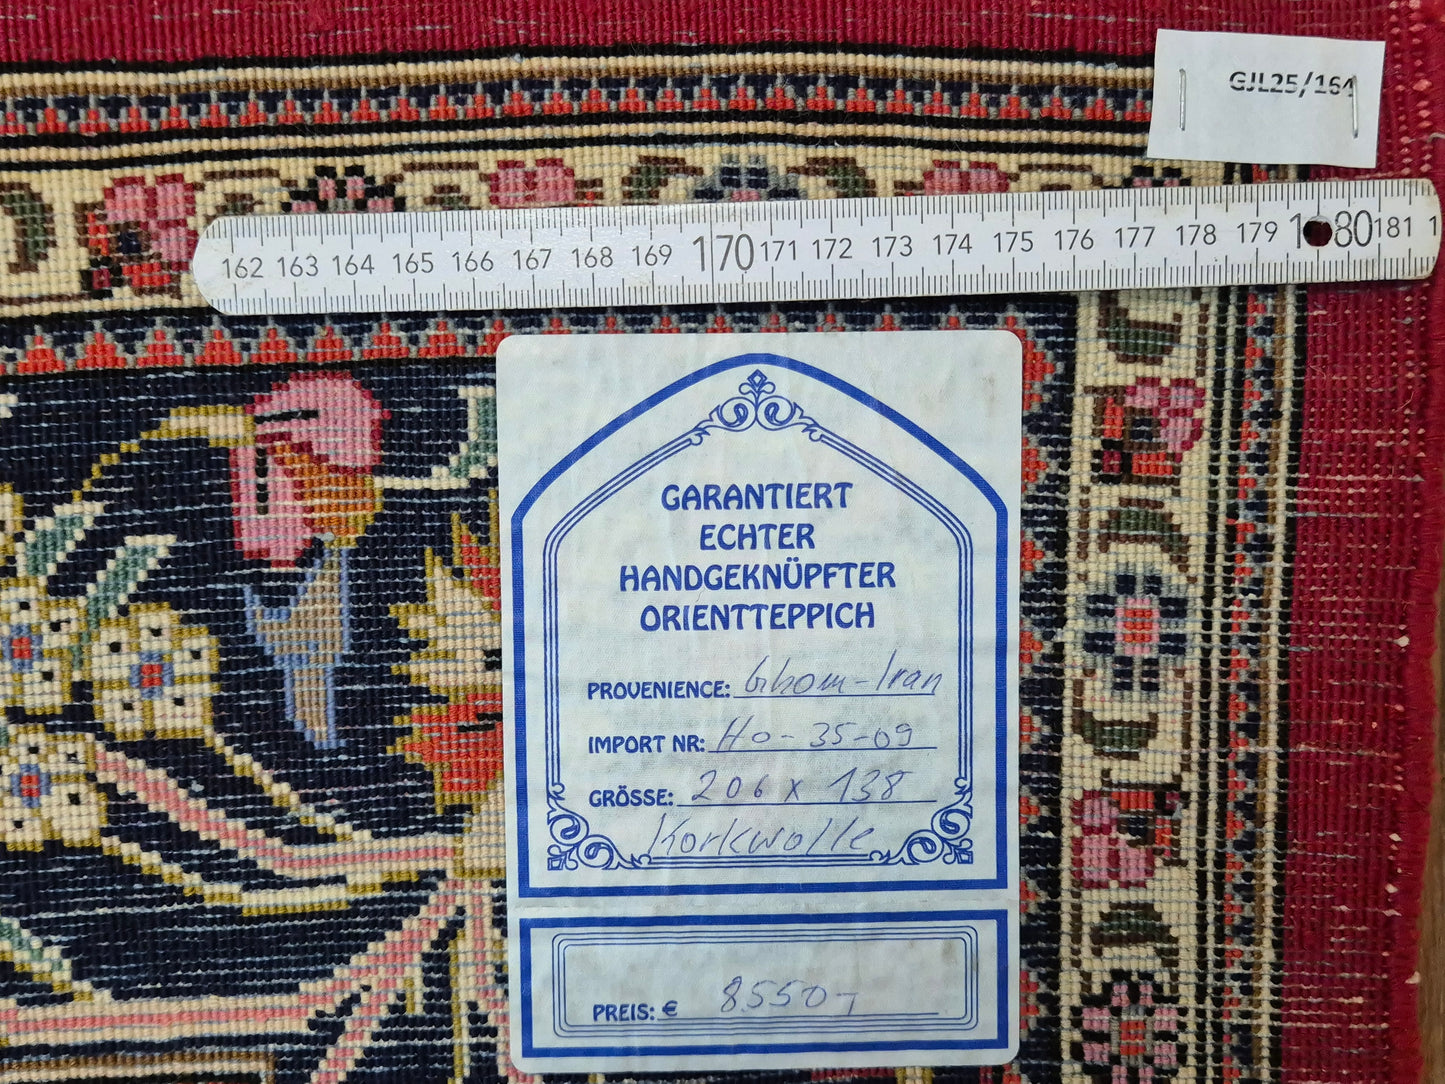 GJL25/164
162 163 164 165 166 167 168 169 170 171 172 173 174 175 176 177 178 179 180 181 1
GARANTIERT
ECHTER
HANDGEKNÜPFTER
ORIENTTEPPICH
PROVENIENCE: Ghom-Iran
IMPORT NR: Ho-35-09
GRÖSSE: 206 x 138
Korkwolle
PREIS: € 8550,-